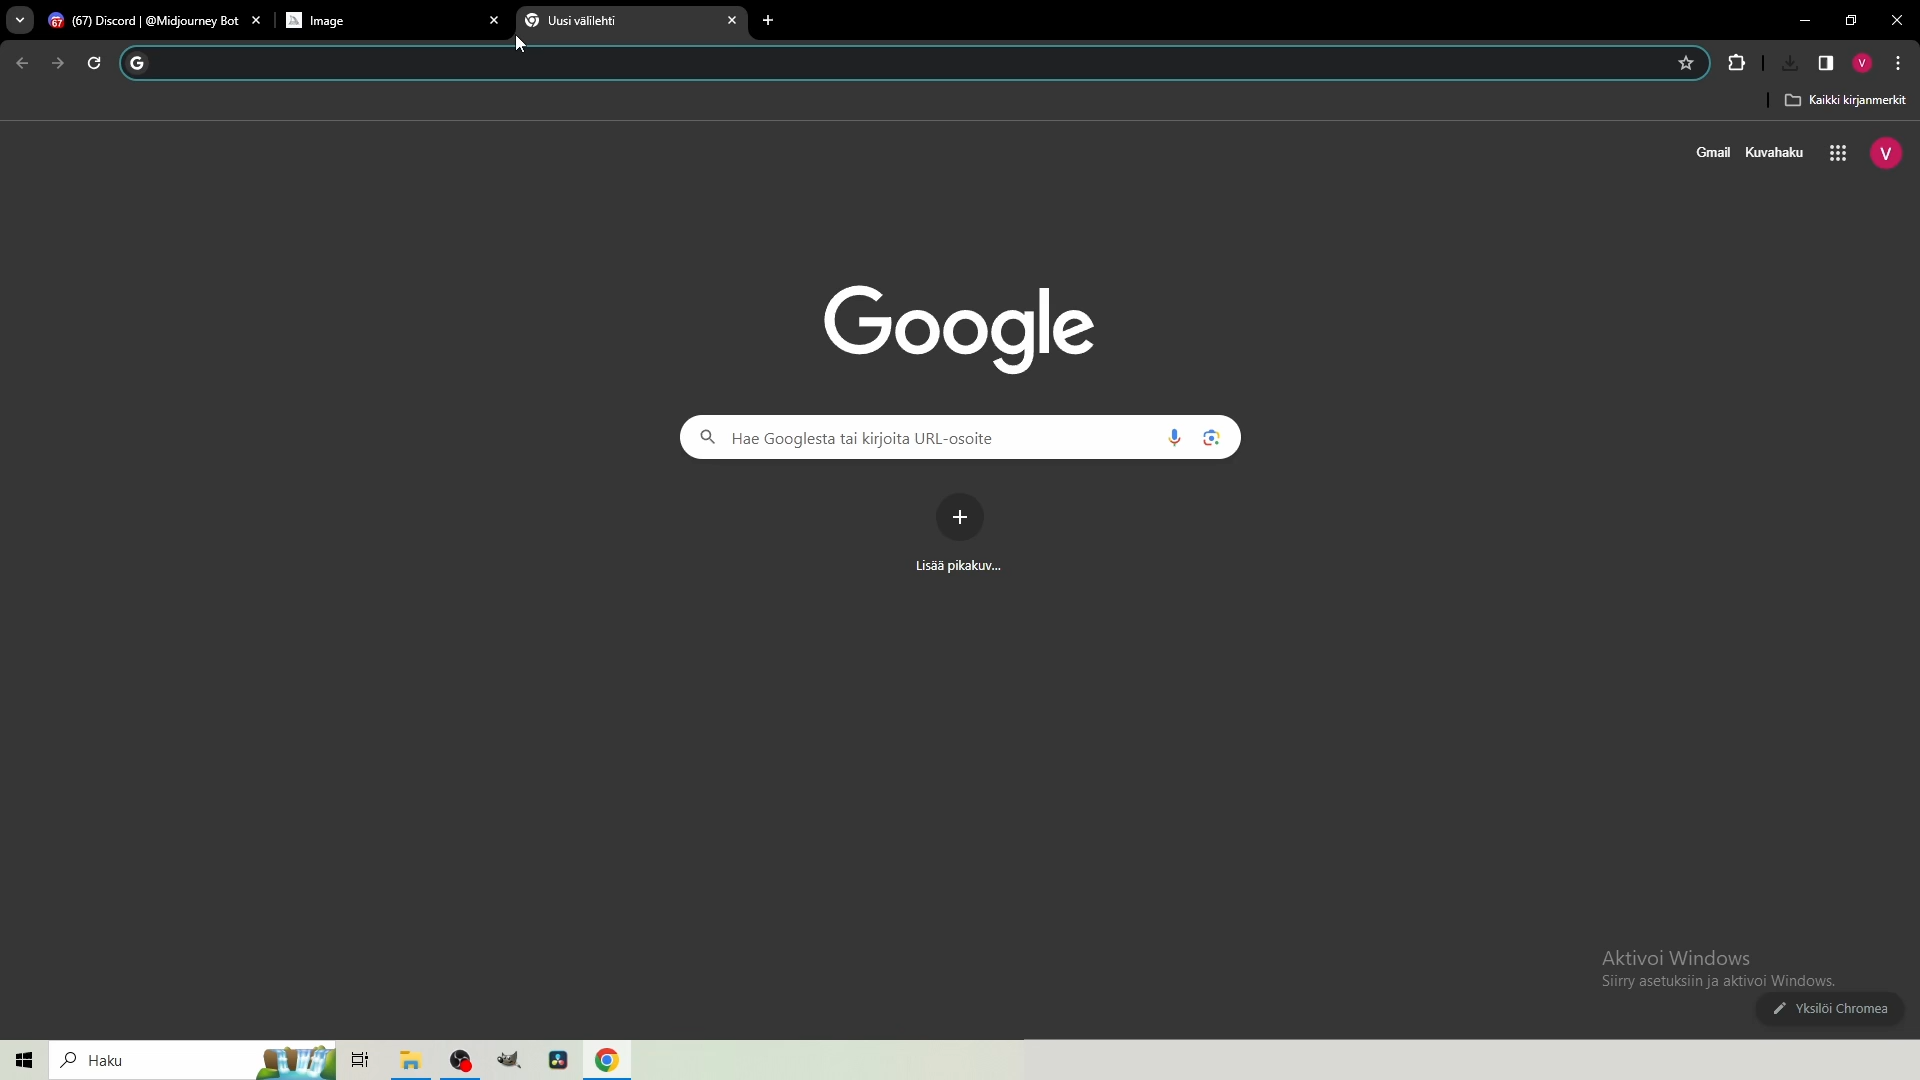 (67) Discord | @Midjourney Bot
Image
Uusi välilehti
Kaikki kirjanmerkit
Gmail
Kuvahaku
V
Google
Hae Googlesta tai kirjoita URL-osoite
Lisää pikakuv...
Aktivoi Windows
Siirry asetuksiin ja aktivoi Windows.
Yksilöi Chromea
Haku